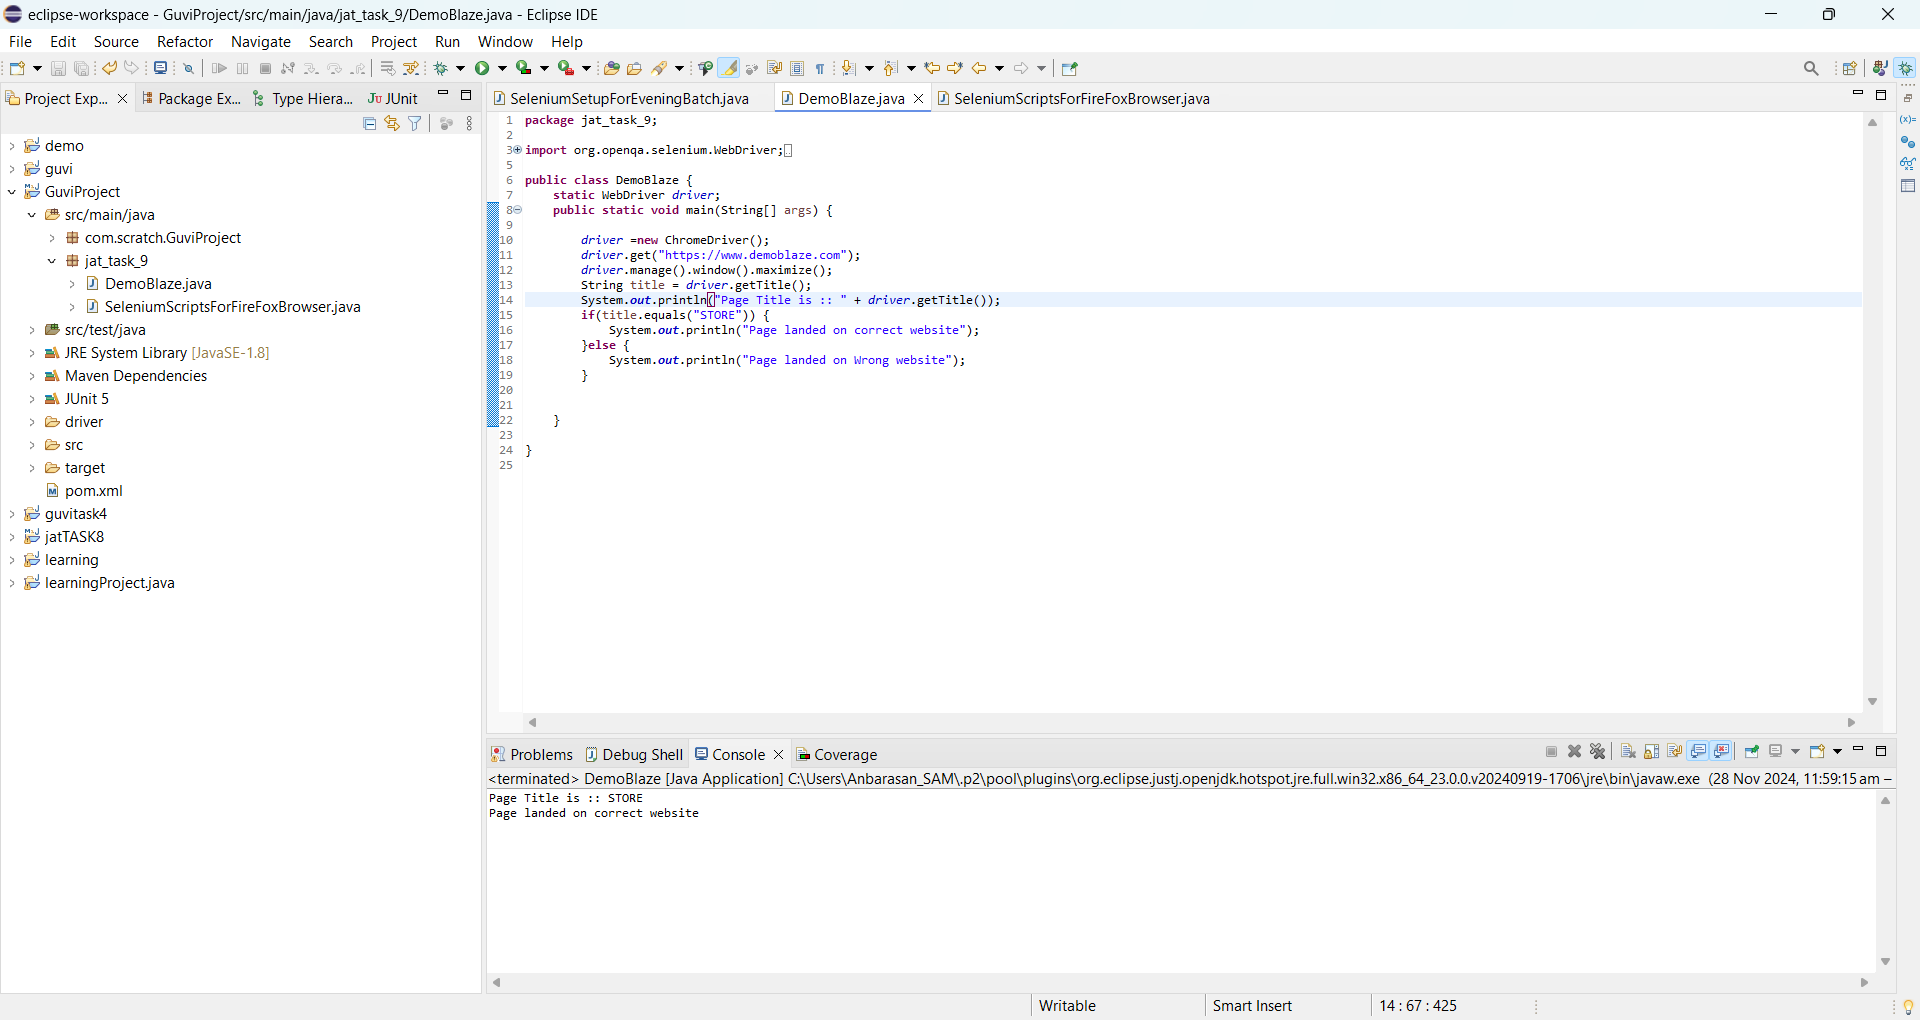 eclipse-workspace - GuviProject/src/main/java/jat_task_9/DemoBlaze.java - Eclipse IDE
File Edit Source Refactor Navigate Search Project Run Window Help
Project Exp... Package Ex... Type Hiera... JUnit
demo
guvi
GuviProject
src/main/java
com.scratch.GuviProject
jat_task_9
DemoBlaze.java
SeleniumScriptsForFireFoxBrowser.java
src/test/java
JRE System Library [JavaSE-1.8]
Maven Dependencies
JUnit 5
driver
src
target
pom.xml
guvitask4
jatTASK8
learning
learningProject.java
SeleniumSetupForEveningBatch.java DemoBlaze.java SeleniumScriptsForFireFoxBrowser.java
1 package jat_task_9;
2
3 import org.openqa.selenium.WebDriver;
5
6 public class DemoBlaze {
7 static WebDriver driver;
8 public static void main(String[] args) {
9
10 driver =new ChromeDriver();
11 driver.get("https://www.demoblaze.com");
12 driver.manage().window().maximize();
13 String title = driver.getTitle();
14 System.out.println("Page Title is :: " + driver.getTitle());
15 if(title.equals("STORE")) {
16 System.out.println("Page landed on correct website");
17 }else {
18 System.out.println("Page landed on Wrong website");
19 }
20
21
22 }
23
24 }
25
Problems Debug Shell Console Coverage
<terminated> DemoBlaze [Java Application] C:\Users\Anbarasan_SAM\.p2\pool\plugins\org.eclipse.justj.openjdk.hotspot.jre.full.win32.x86_64_23.0.0.v20240919-1706\jre\bin\javaw.exe (28 Nov 2024, 11:59:15 am –
Page Title is :: STORE
Page landed on correct website
Writable Smart Insert 14 : 67 : 425